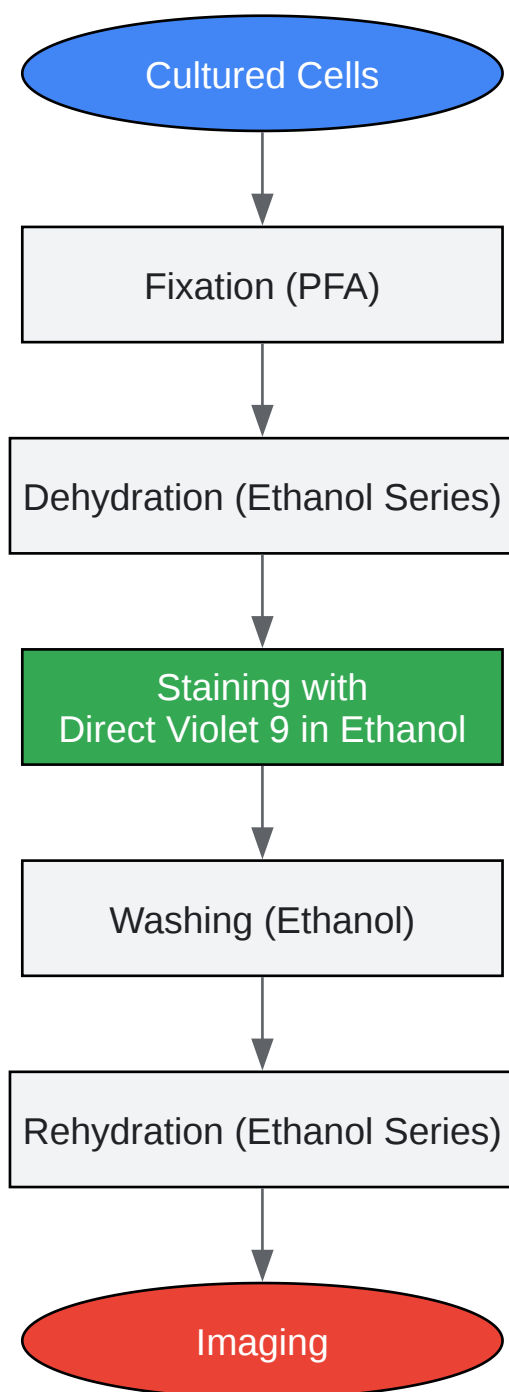 Cultured Cells
Fixation (PFA)
Dehydration (Ethanol Series)
Staining with
Direct Violet 9 in Ethanol
Washing (Ethanol)
Rehydration (Ethanol Series)
Imaging